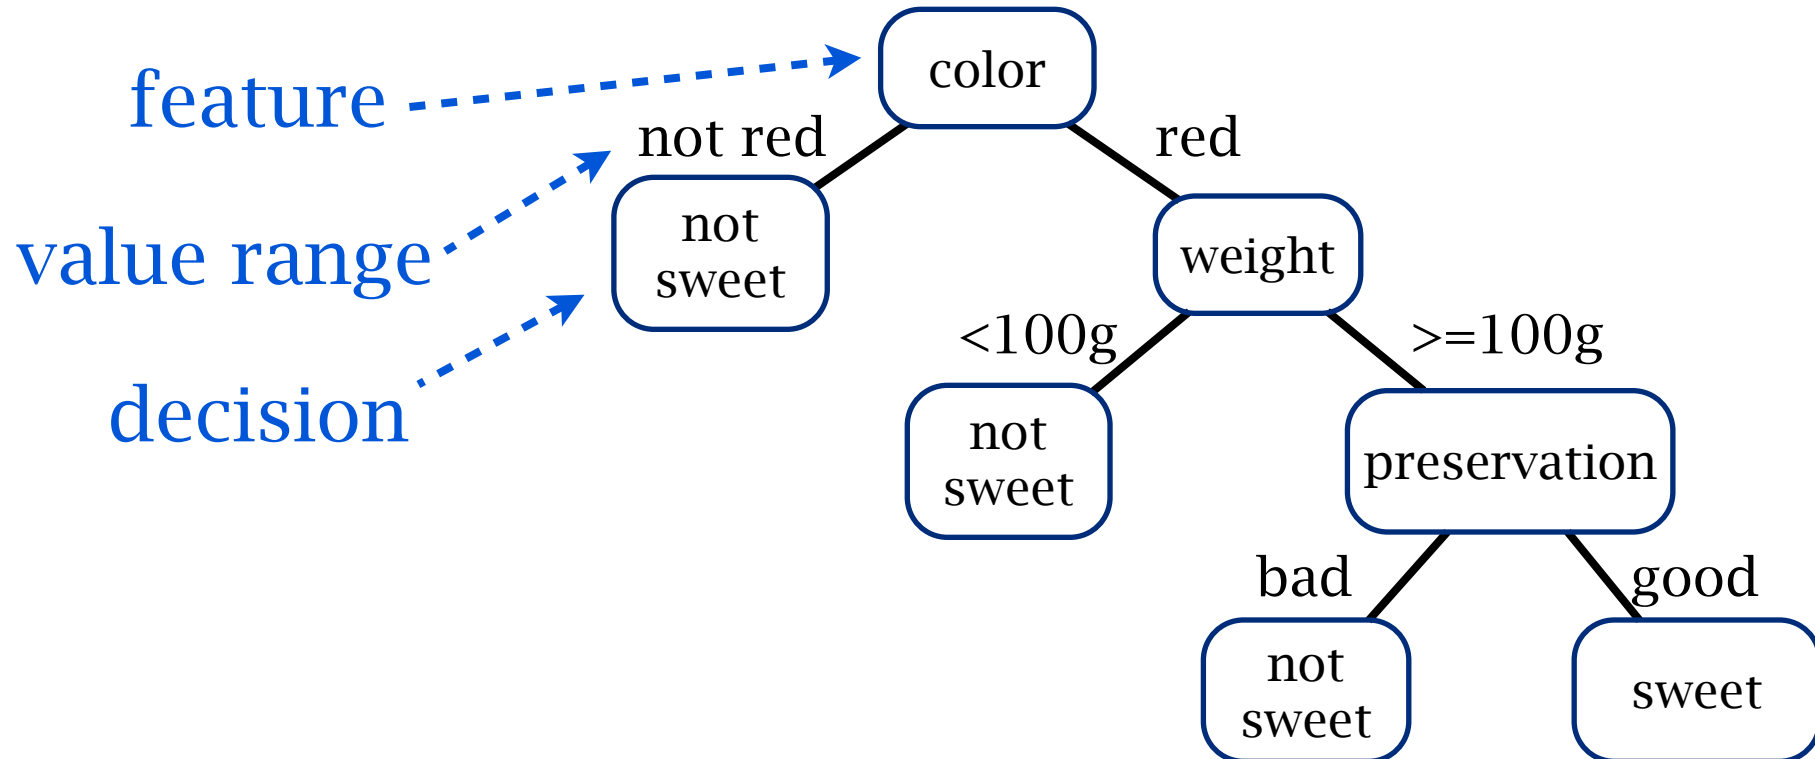 color
feature
not red
red
not
sweet
value range
weight
<100g
>=100g
decision
not
sweet
preservation
bad
good
not
sweet
sweet